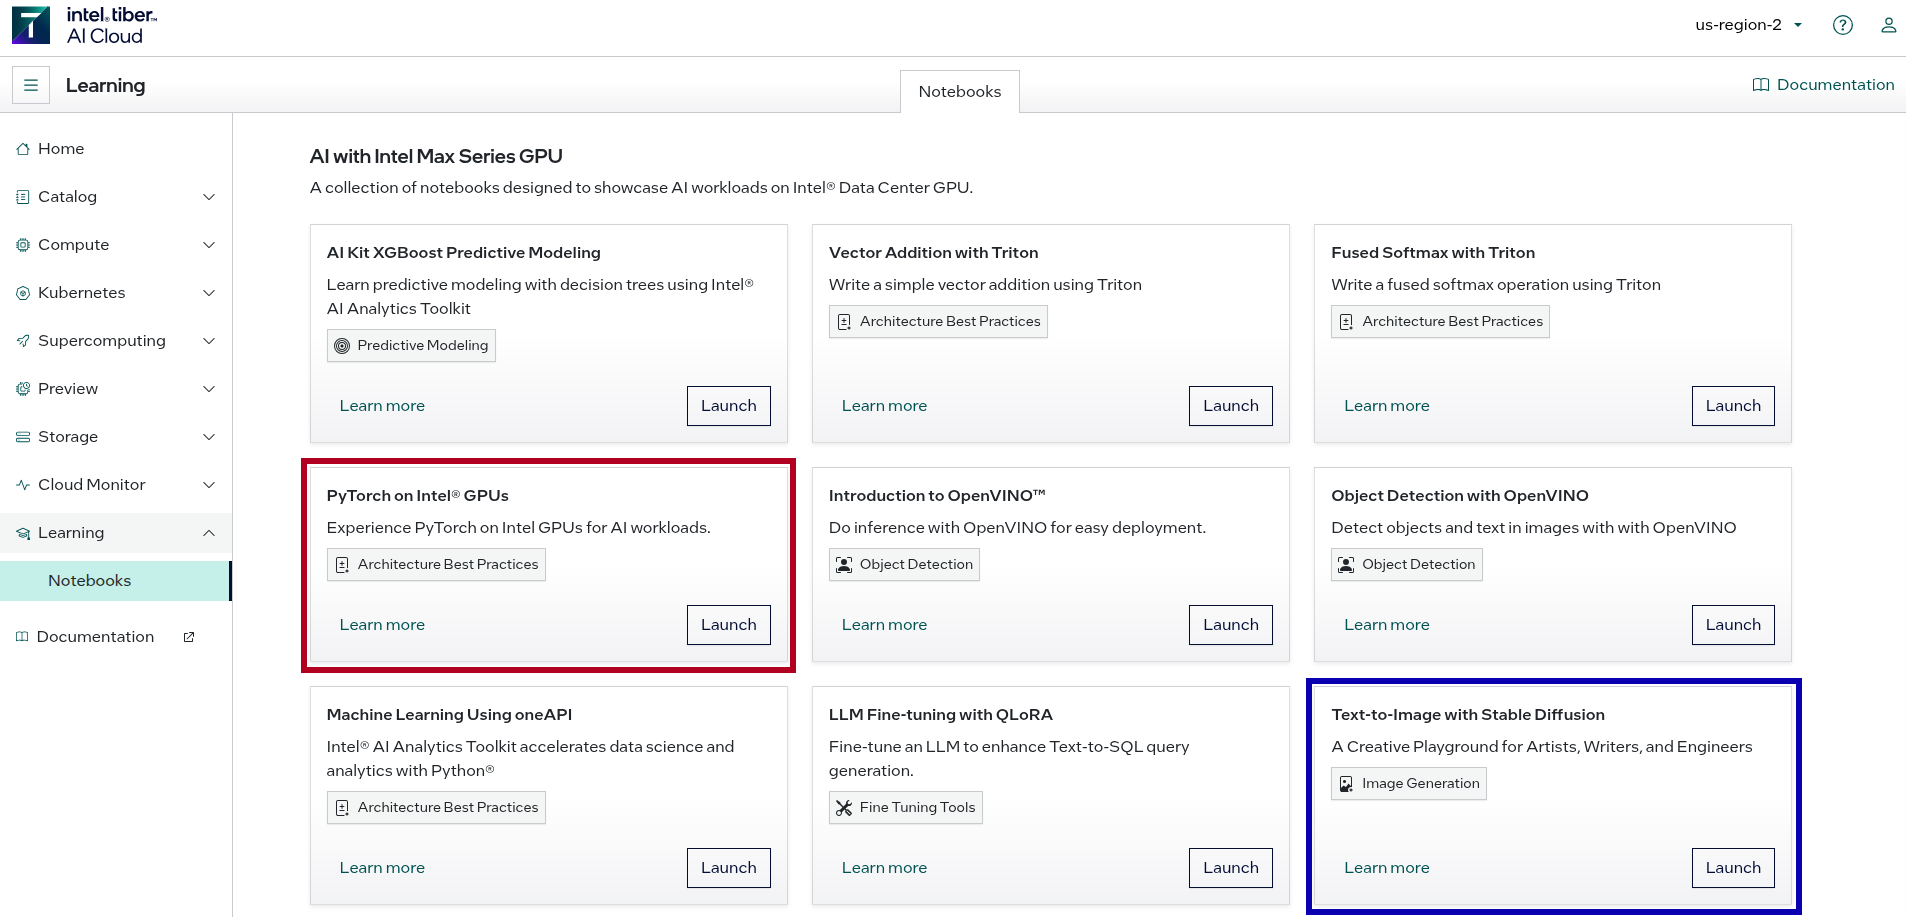 intel® tiber™
AI Cloud
us-region-2
Learning
Notebooks
Documentation
Home
Catalog
Compute
Kubernetes
Supercomputing
Preview
Storage
Cloud Monitor
Learning
Notebooks
Documentation
AI with Intel Max Series GPU
A collection of notebooks designed to showcase AI workloads on Intel® Data Center GPU.
AI Kit XGBoost Predictive Modeling
Learn predictive modeling with decision trees using Intel®
AI Analytics Toolkit
Predictive Modeling
Learn more
Launch
Vector Addition with Triton
Write a simple vector addition using Triton
Architecture Best Practices
Learn more
Launch
Fused Softmax with Triton
Write a fused softmax operation using Triton
Architecture Best Practices
Learn more
Launch
PyTorch on Intel® GPUs
Experience PyTorch on Intel GPUs for AI workloads.
Architecture Best Practices
Learn more
Launch
Introduction to OpenVINO™
Do inference with OpenVINO for easy deployment.
Object Detection
Learn more
Launch
Object Detection with OpenVINO
Detect objects and text in images with with OpenVINO
Object Detection
Learn more
Launch
Machine Learning Using oneAPI
Intel® AI Analytics Toolkit accelerates data science and
analytics with Python®
Architecture Best Practices
Learn more
Launch
LLM Fine-tuning with QLoRA
Fine-tune an LLM to enhance Text-to-SQL query
generation.
Fine Tuning Tools
Learn more
Launch
Text-to-Image with Stable Diffusion
A Creative Playground for Artists, Writers, and Engineers
Image Generation
Learn more
Launch